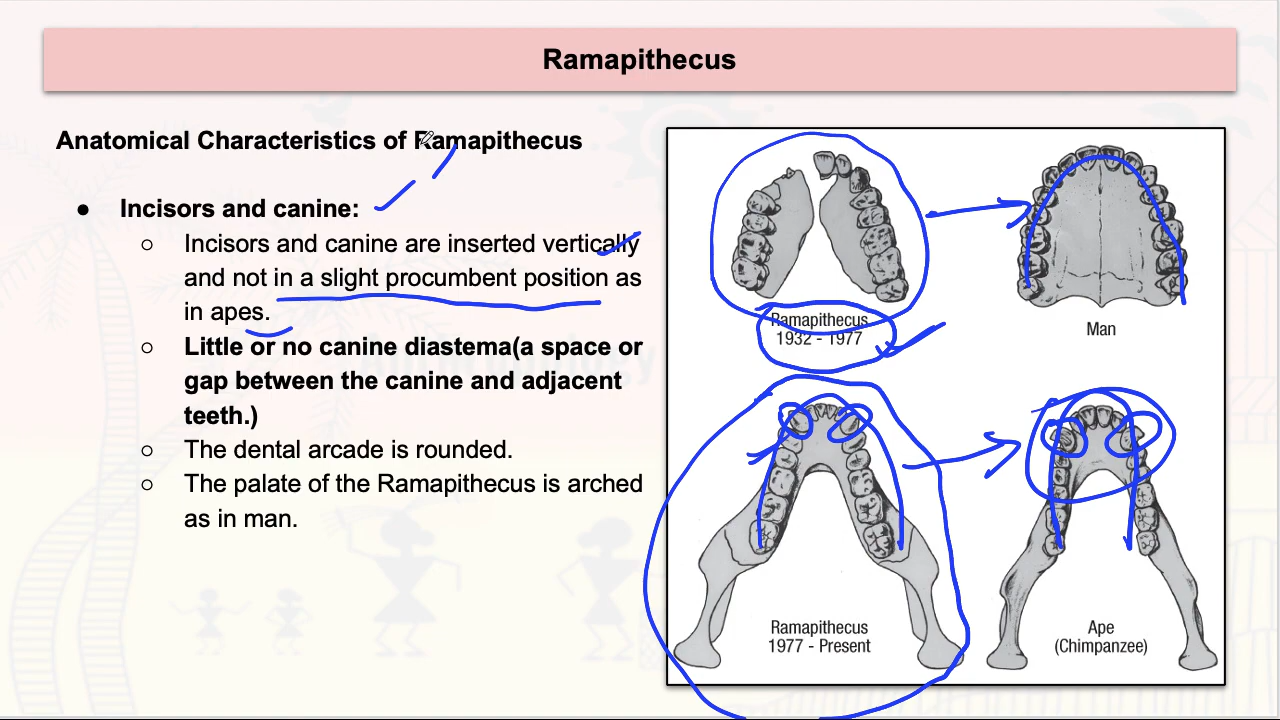 Ramapithecus
Anatomical Characteristics of Ramapithecus
● Incisors and canine:
○ Incisors and canine are inserted vertically
and not in a slight procumbent position as
in apes.
○ Little or no canine diastema(a space or
gap between the canine and adjacent
teeth.)
○ The dental arcade is rounded.
○ The palate of the Ramapithecus is arched
as in man.
Ramapithecus
1932 - 1977
Man
Ramapithecus
1977 - Present
Ape
(Chimpanzee)